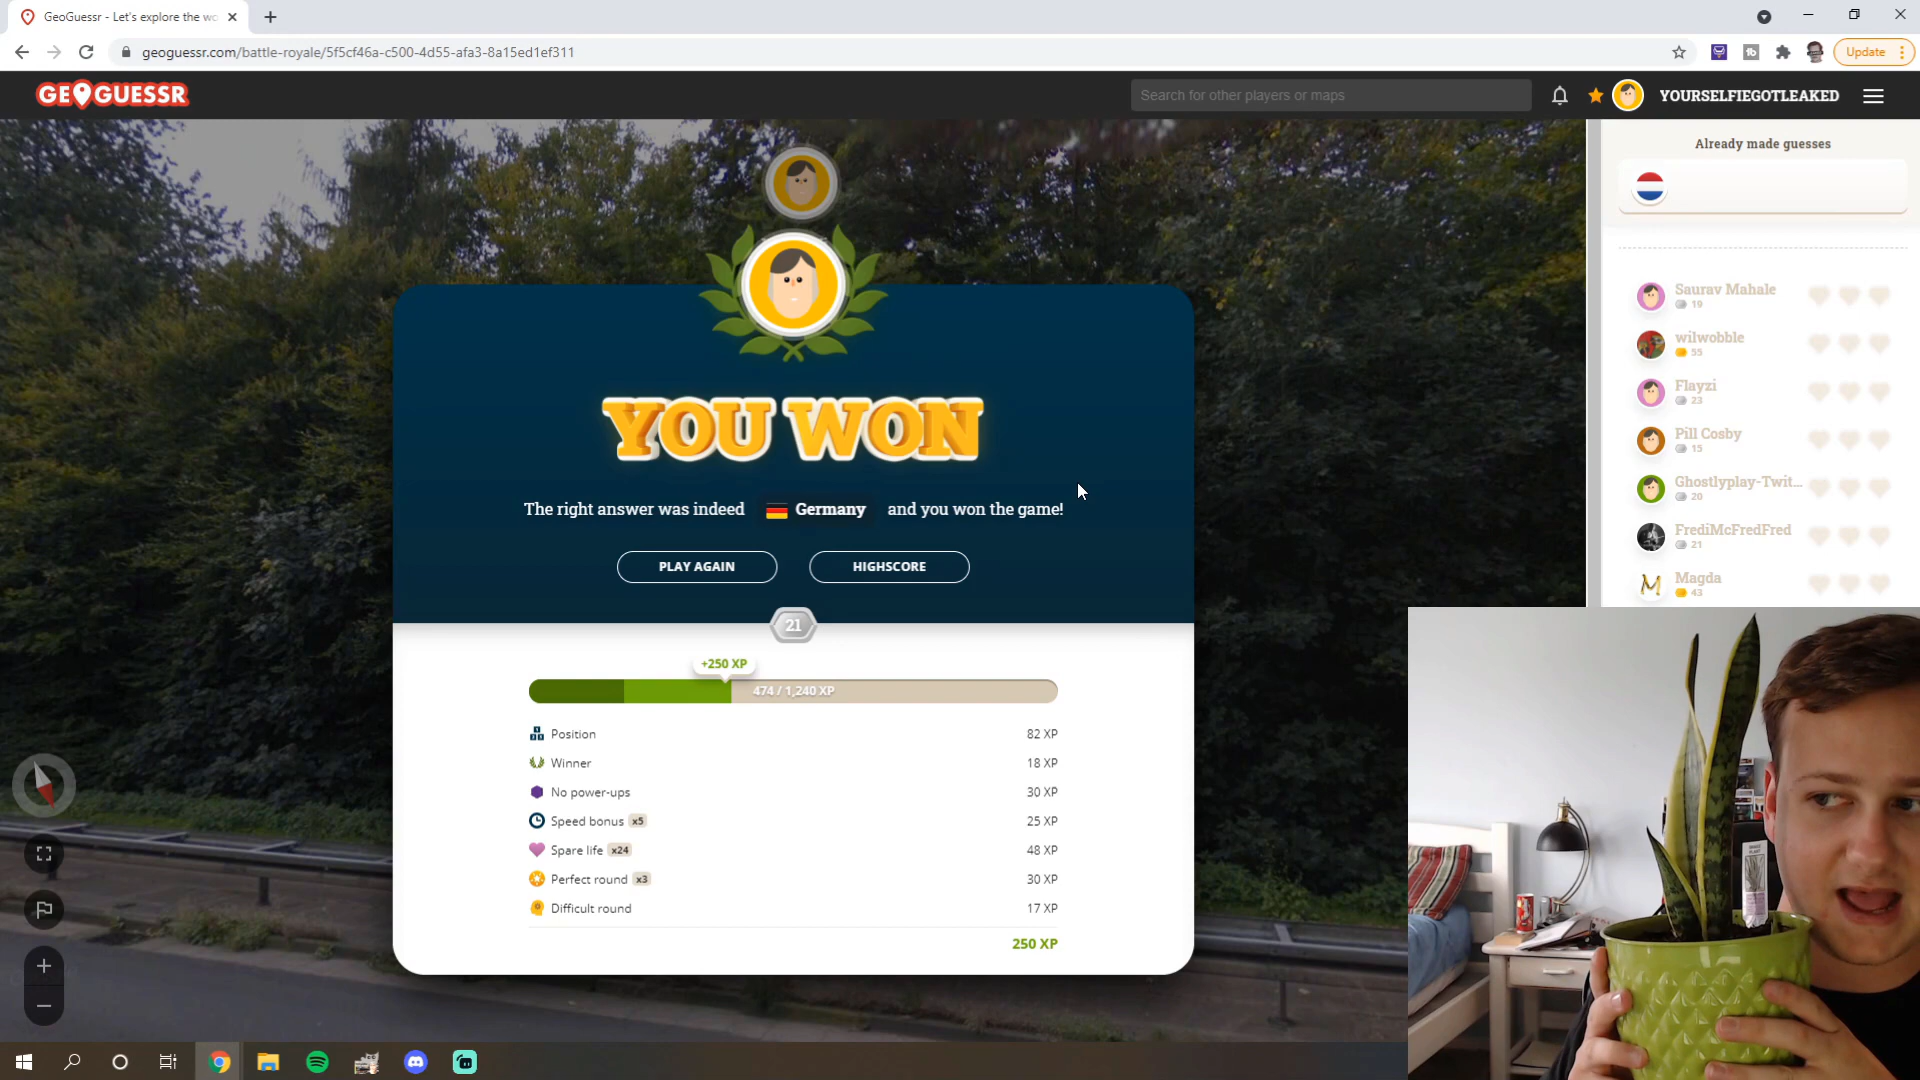 GeoGuessr - Let's explore the wo
geoguessr.com/battle-royale/5f5cf46a-c500-4d55-afa3-8a15ed1ef311
Update
GEOGUESSR
Search for other players or maps
YOURSELFIEGOTLEAKED
Already made guesses
Saurav Mahale
19
wilwobble
55
Flayzi
23
Pill Cosby
15
Ghostlyplay-Twit...
20
FrediMcFredFred
21
M
Magda
43
YOU WON
The right answer was indeed Germany and you won the game!
PLAY AGAIN HIGHSCORE
21
+250 XP
474 / 1,240 XP
Position 82 XP
Winner 18 XP
No power-ups 30 XP
Speed bonus x5 25 XP
Spare life x24 48 XP
Perfect round x3 30 XP
Difficult round 17 XP
250 XP